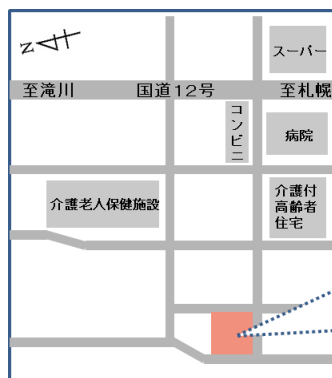 N
スーパー
至滝川 国道12号 至札幌
コンビニ
病院
介護老人保健施設
介護付
高齢者
住宅